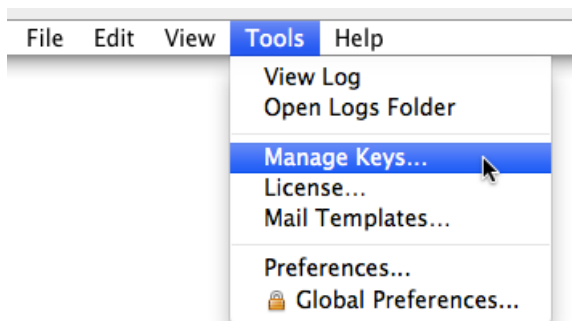 File Edit View Tools Help
View Log
Open Logs Folder
Manage Keys...
License...
Mail Templates...
Preferences...
Global Preferences...